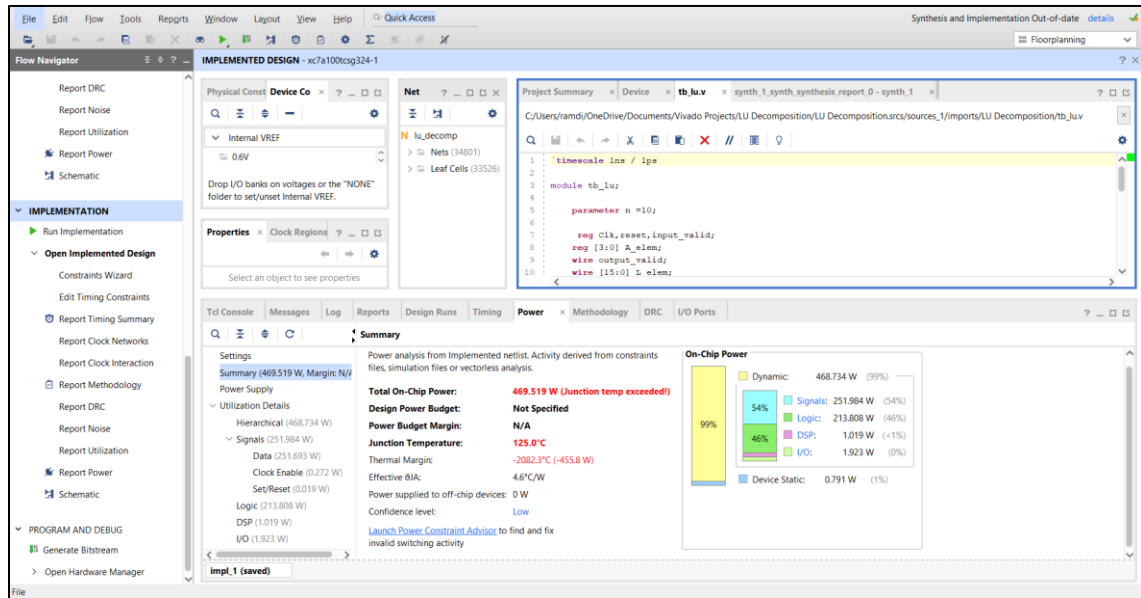 File Edit Flow Tools Reports Window Layout View Help Quick Access Synthesis and Implementation Out-of-date details
Floorplanning
Flow Navigator
Report DRC
Report Noise
Report Utilization
Report Power
Schematic
IMPLEMENTATION
Run Implementation
Open Implemented Design
Constraints Wizard
Edit Timing Constraints
Report Timing Summary
Report Clock Networks
Report Clock Interaction
Report Methodology
Report DRC
Report Noise
Report Utilization
Report Power
Schematic
PROGRAM AND DEBUG
Generate Bitstream
Open Hardware Manager
IMPLEMENTED DESIGN - xc7a100tcsg324-1
Physical Const Device Co
Internal VREF
0.6V
Drop I/O banks on voltages or the "NONE"
folder to set/unset Internal VREF.
Properties Clock Regions
Select an object to see properties
Net
N lu_decomp
Nets (34801)
Leaf Cells (33526)
Project Summary Device tb_lu.v synth_1_synth_synthesis_report_0 - synth_1
C:/Users/ramdi/OneDrive/Documents/Vivado Projects/LU Decomposition/LU Decomposition.srcs/sources_1/imports/LU Decomposition/tb_lu.v
1 `timescale 1ns / 1ps
2
3 module tb_lu;
4
5 parameter n =10;
6
7 reg Clk,reset,input_valid;
8 reg [3:0] A_elem;
9 wire output_valid;
10 wire [15:0] L_elem;
Tcl Console Messages Log Reports Design Runs Timing Power Methodology DRC I/O Ports
Settings
Summary (469.519 W, Margin: N/A
Power Supply
Utilization Details
Hierarchical (468.734 W)
Signals (251.984 W)
Data (251.693 W)
Clock Enable (0.272 W)
Set/Reset (0.019 W)
Logic (213.808 W)
DSP (1.019 W)
I/O (1.923 W)
Summary
Power analysis from Implemented netlist. Activity derived from constraints
files, simulation files or vectorless analysis.
Total On-Chip Power: 469.519 W (Junction temp exceeded!)
Design Power Budget: Not Specified
Power Budget Margin: N/A
Junction Temperature: 125.0°C
Thermal Margin: -2082.3°C (-455.8 W)
Effective ϑJA: 4.6°C/W
Power supplied to off-chip devices: 0 W
Confidence level: Low
Launch Power Constraint Advisor to find and fix
invalid switching activity
On-Chip Power
99%
Dynamic: 468.734 W (99%)
54%
46%
Signals: 251.984 W (54%)
Logic: 213.808 W (46%)
DSP: 1.019 W (<1%)
I/O: 1.923 W (0%)
Device Static: 0.791 W (1%)
impl_1 (saved)
File